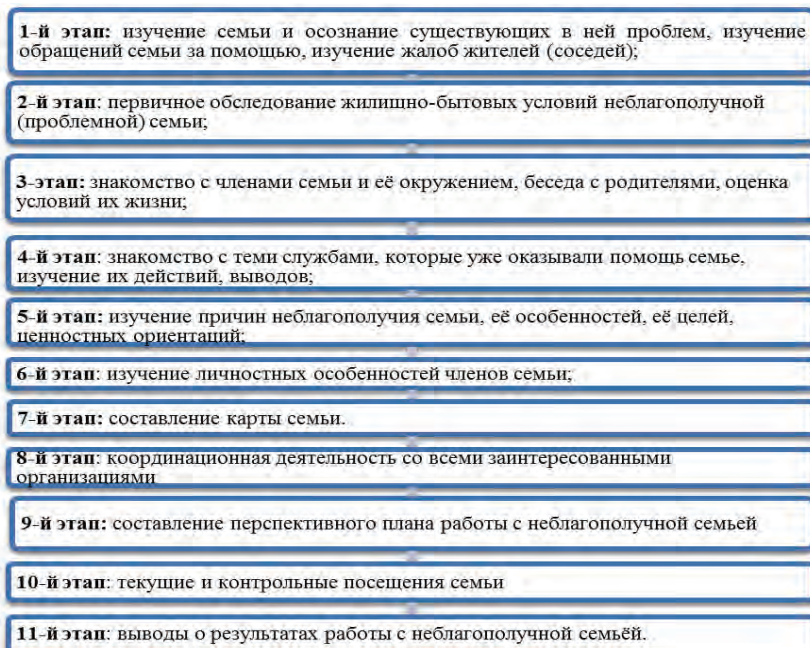 1-й этап: изучение семьи и осознание существующих в ней проблем, изучение
обращений семьи за помощью, изучение жалоб жителей (соседей);
2-й этап: первичное обследование жилищно-бытовых условий неблагополучной
(проблемной) семьи;
3-этап: знакомство с членами семьи и её окружением, беседа с родителями, оценка
условий их жизни;
4-й этап: знакомство с теми службами, которые уже оказывали помощь семье,
изучение их действий, выводов;
5-й этап: изучение причин неблагополучия семьи, её особенностей, её целей,
ценностных ориентаций;
6-й этап: изучение личностных особенностей членов семьи;
7-й этап: составление карты семьи.
8-й этап: координационная деятельность со всеми заинтересованными
организациями
9-й этап: составление перспективного плана работы с неблагополучной семьей
10-й этап: текущие и контрольные посещения семьи
11-й этап: выводы о результатах работы с неблагополучной семьёй.